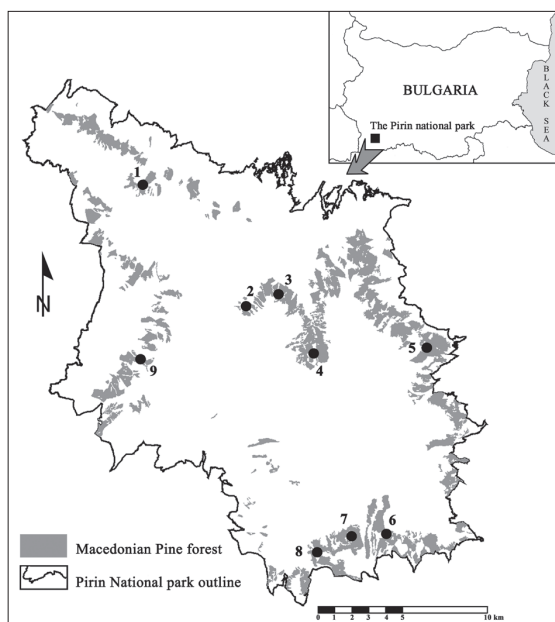 BULGARIA
BLACK SEA
The Pirin national park
1
2
3
4
5
9
N
6
7
8
Macedonian Pine forest
Pirin National park outline
0 1 2 3 4 5 10 km